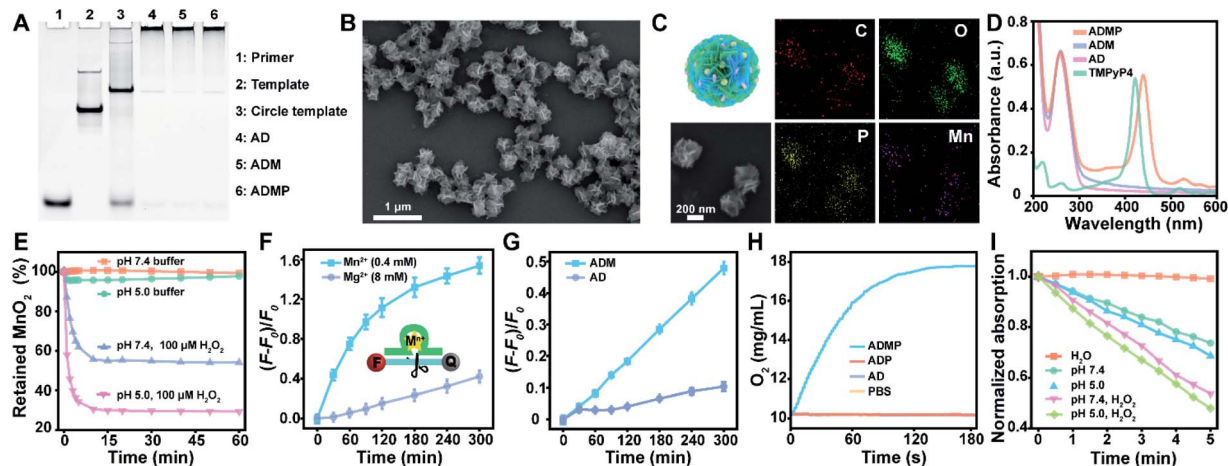 A
1 2 3 4 5 6
1: Primer
2: Template
3: Circle template
4: AD
5: ADM
6: ADMP
B
1 μm
C
C
O
P
Mn
200 nm
D
Absorbance (a.u.)
0.8
0.6
0.4
0.2
0
ADMP
ADM
AD
TMPyP4
200 300 400 500 600
Wavelength (nm)
E
Retained MnO₂ (%)
100
80
60
40
20
pH 7.4 buffer
pH 5.0 buffer
pH 7.4, 100 μM H₂O₂
pH 5.0, 100 μM H₂O₂
0 15 30 45 60
Time (min)
F
(F-F₀)/F₀
1.6
1.2
0.8
0.4
0.0
Mn²⁺ (0.4 mM)
Mg²⁺ (8 mM)
Mⁿ⁺
F
Q
0 60 120 180 240 300
Time (min)
G
(F-F₀)/F₀
0.5
0.4
0.3
0.2
0.1
0.0
ADM
AD
0 60 120 180 240 300
Time (min)
H
O₂ (mg/mL)
18
16
14
12
10
ADMP
ADP
AD
PBS
0 60 120 180
Time (s)
I
Normalized absorption
1.0
0.8
0.6
0.4
H₂O
pH 7.4
pH 5.0
pH 7.4, H₂O₂
pH 5.0, H₂O₂
0 1 2 3 4 5
Time (min)